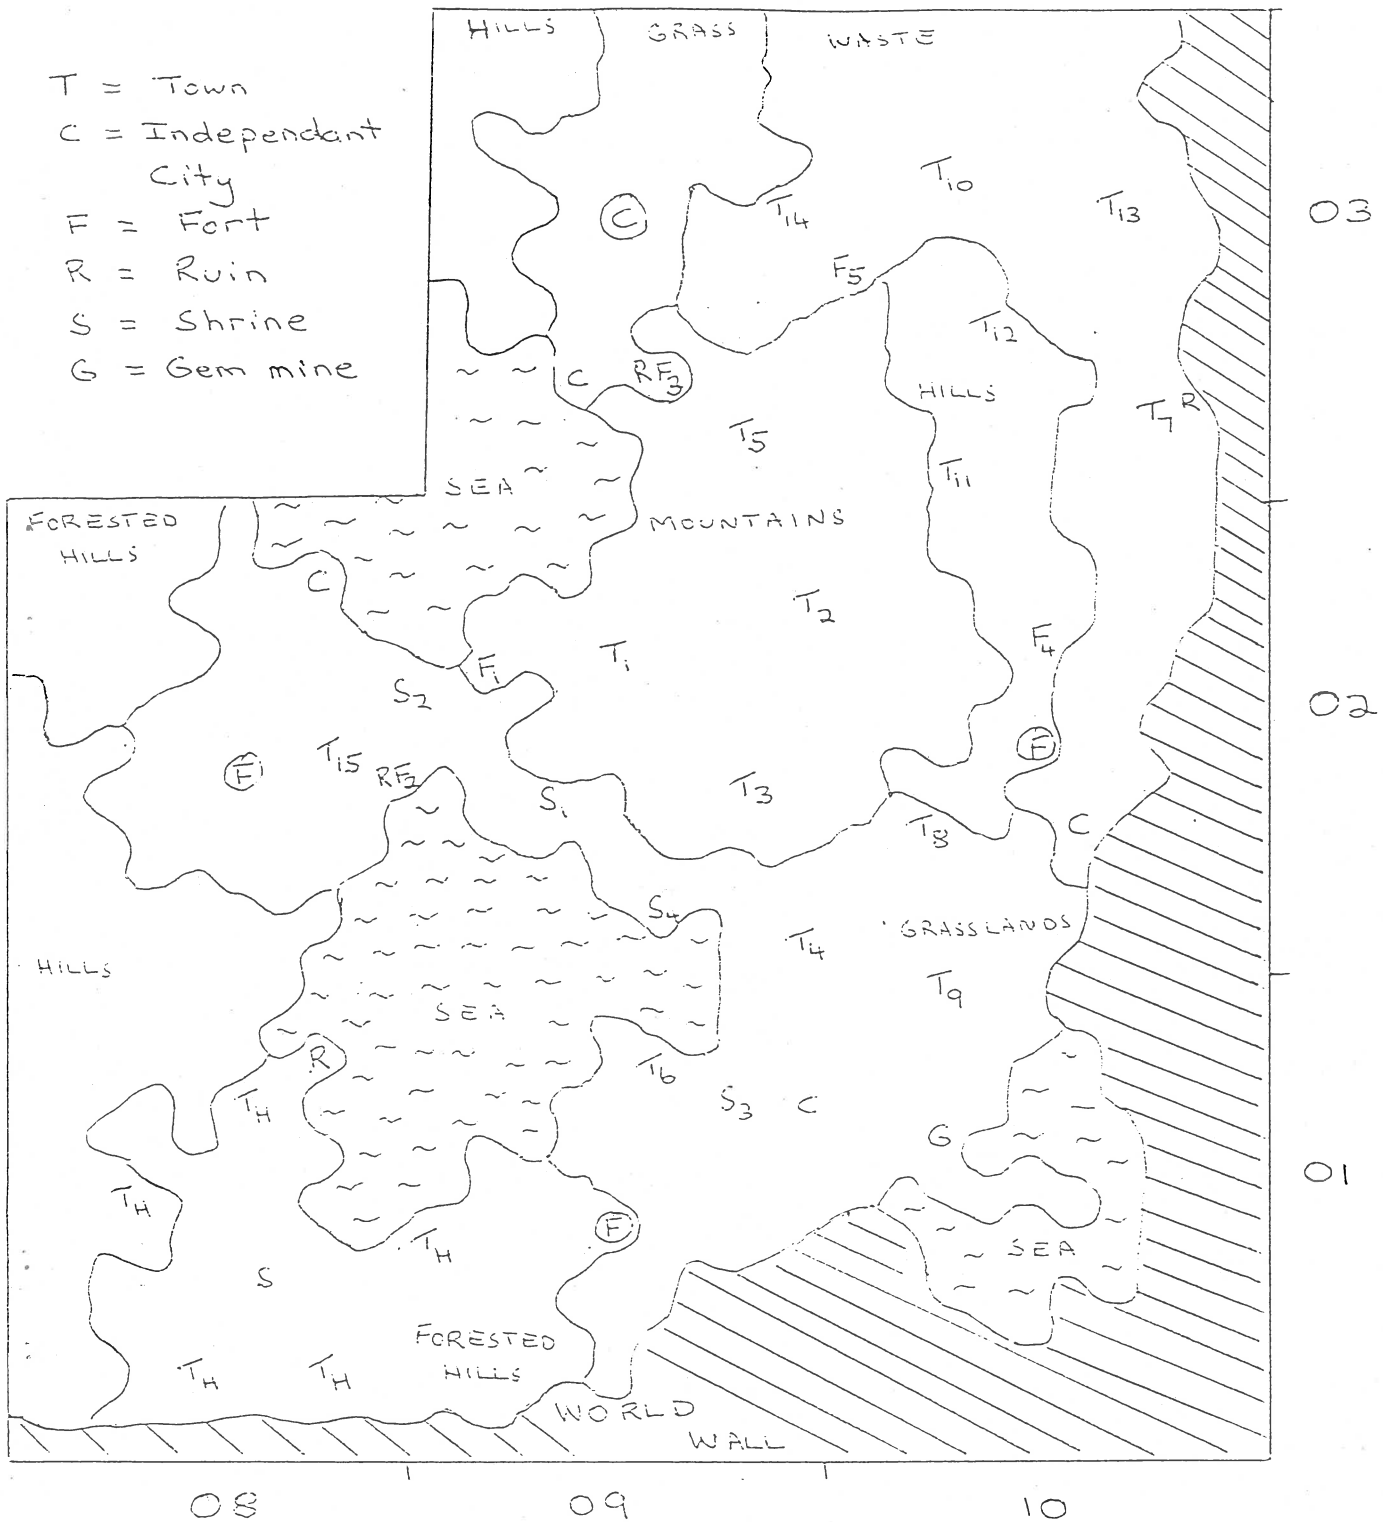 HILLS GRASS WASTE
T = Town
C = Independant
City
F = Fort
R = Ruin
S = Shrine
G = Gem mine
T10
T13
03
C
T14
F5
T12
C
RF3
HILLS
T7 R
T5
T11
SEA
FORESTED
HILLS
MOUNTAINS
C
T2
F4
T1
F1
S2
02
F
T15
RF2
F
T3
S1
C
T8
S4
GRASSLANDS
T4
HILLS
T9
SEA
R
T6
TH
S3
C
G
01
TH
F
TH
SEA
S
FORESTED
HILLS
TH
TH
WORLD
WALL
08
09
10